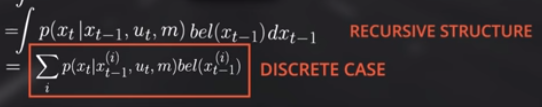 =∫ p(x_t|x_{t−1}, u_t, m) bel(x_{t−1})dx_{t−1} RECURSIVE STRUCTURE
= ∑_i p(x_t|x_{t−1}^{(i)}, u_t, m)bel(x_{t−1}^{(i)}) DISCRETE CASE